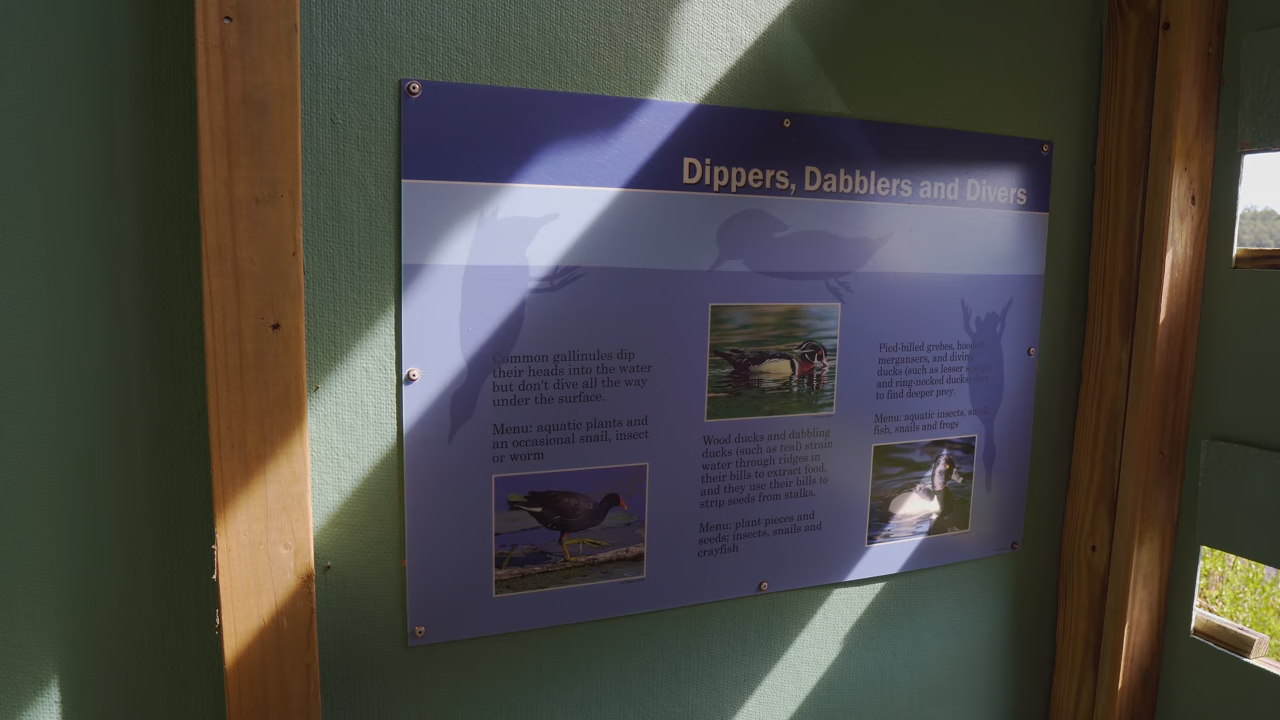 Dippers, Dabblers and Divers
Common gallinules dip
their heads into the water
but don't dive all the way
under the surface.
Menu: aquatic plants and
an occasional snail, insect
or worm
Wood ducks and dabbling
ducks (such as teal) strain
water through ridges in
their bills to extract food,
and they use their bills to
strip seeds from stalks.
Menu: plant pieces and
seeds; insects, snails and
crayfish
Pied-billed grebes, hooded
mergansers, and diving
ducks (such as lesser scaup
and ring-necked ducks)
to find deeper prey.
Menu: aquatic insects, small
fish, snails and frogs